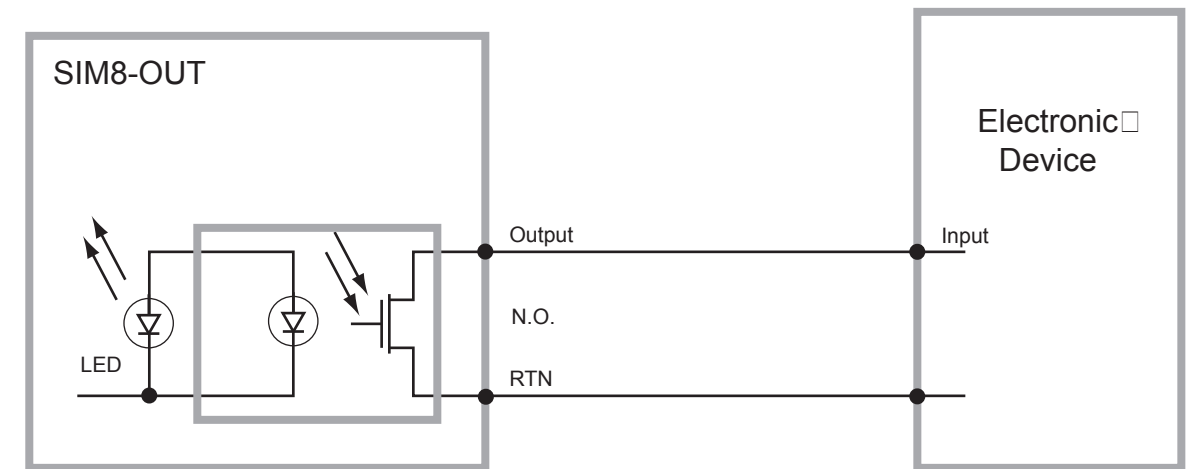 SIM8-OUT
Electronic□
Device
Output
Input
N.O.
LED
RTN